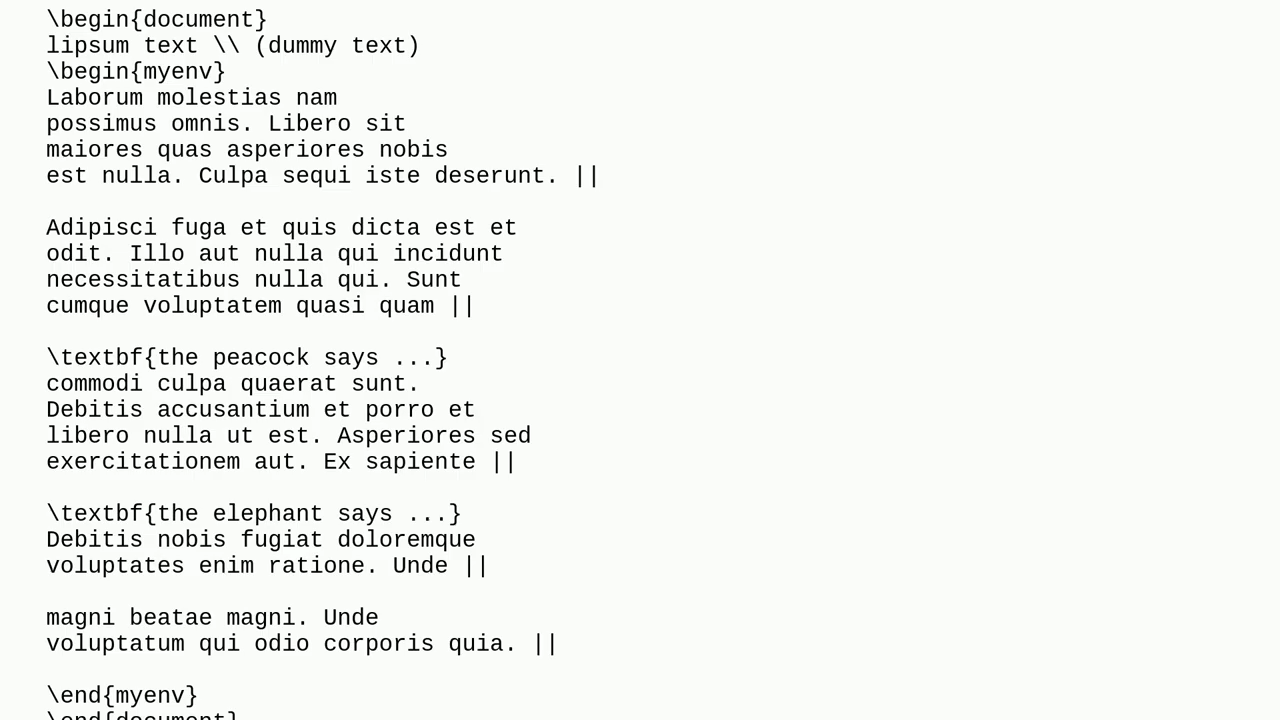 \begin{document}
lipsum text \\ (dummy text)
\begin{myenv}
Laborum molestias nam
possimus omnis. Libero sit
maiores quas asperiores nobis
est nulla. Culpa sequi iste deserunt. ||
Adipisci fuga et quis dicta est et
odit. Illo aut nulla qui incidunt
necessitatibus nulla qui. Sunt
cumque voluptatem quasi quam ||
\textbf{the peacock says ...}
commodi culpa quaerat sunt.
Debitis accusantium et porro et
libero nulla ut est. Asperiores sed
exercitationem aut. Ex sapiente ||
\textbf{the elephant says ...}
Debitis nobis fugiat doloremque
voluptates enim ratione. Unde ||
magni beatae magni. Unde
voluptatum qui odio corporis quia. ||
\end{myenv}
\end{document}